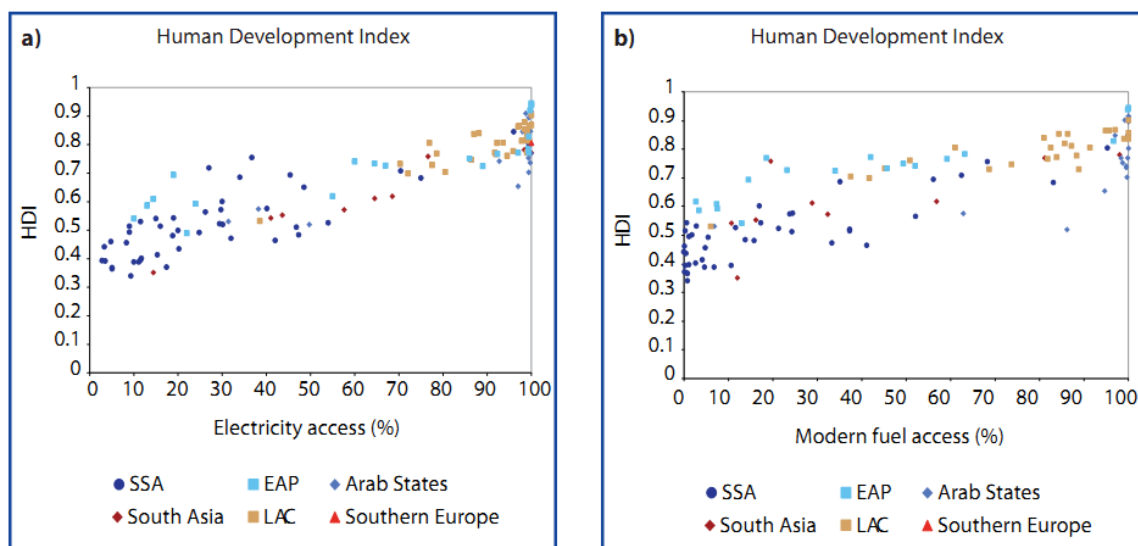 a) Human Development Index
1
0.9
0.8
0.7
0.6
0.5
0.4
0.3
0.2
0.1
0
HDI
0 10 20 30 40 50 60 70 80 90 100
Electricity access (%)
SSA EAP Arab States
South Asia LAC Southern Europe
b) Human Development Index
1
0.9
0.8
0.7
0.6
0.5
0.4
0.3
0.2
0.1
0
HDI
0 10 20 30 40 50 60 70 80 90 100
Modern fuel access (%)
SSA EAP Arab States
South Asia LAC Southern Europe